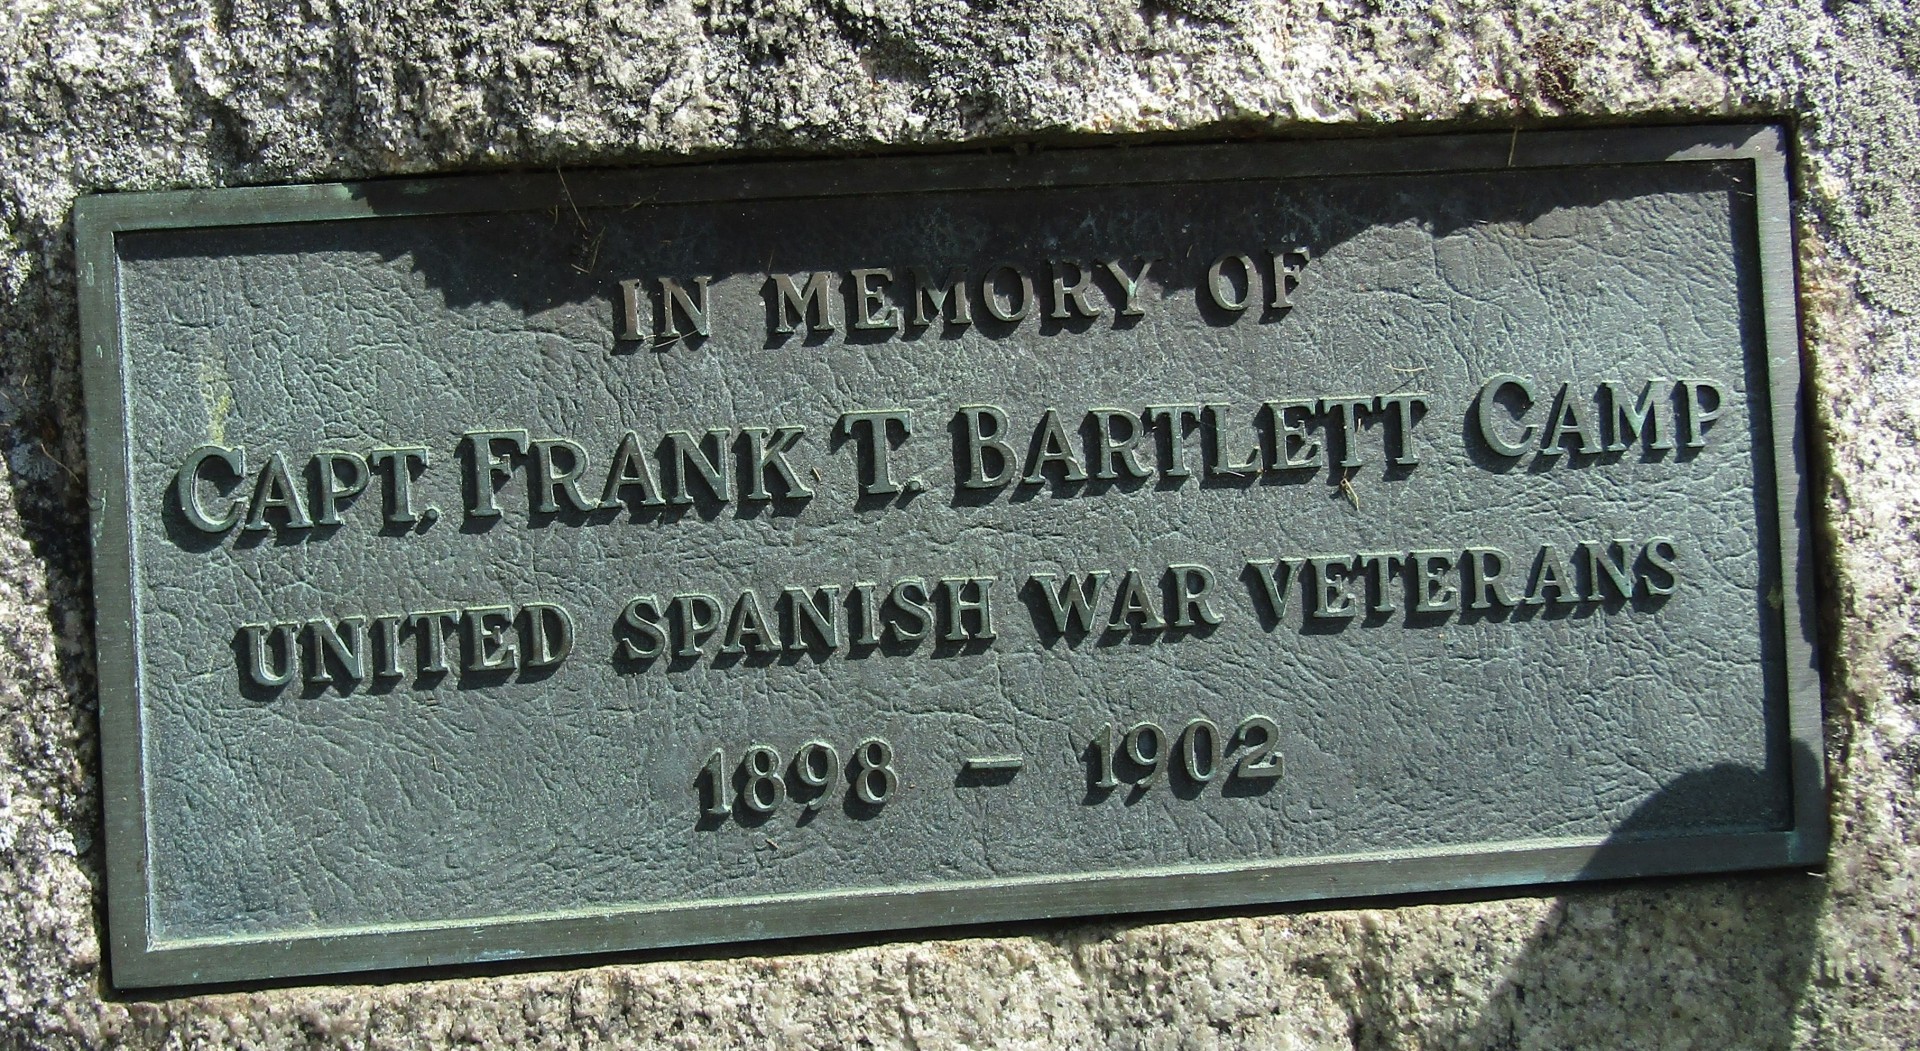 IN MEMORY OF
CAPT. FRANK T. BARTLETT CAMP
UNITED SPANISH WAR VETERANS
1898 — 1902